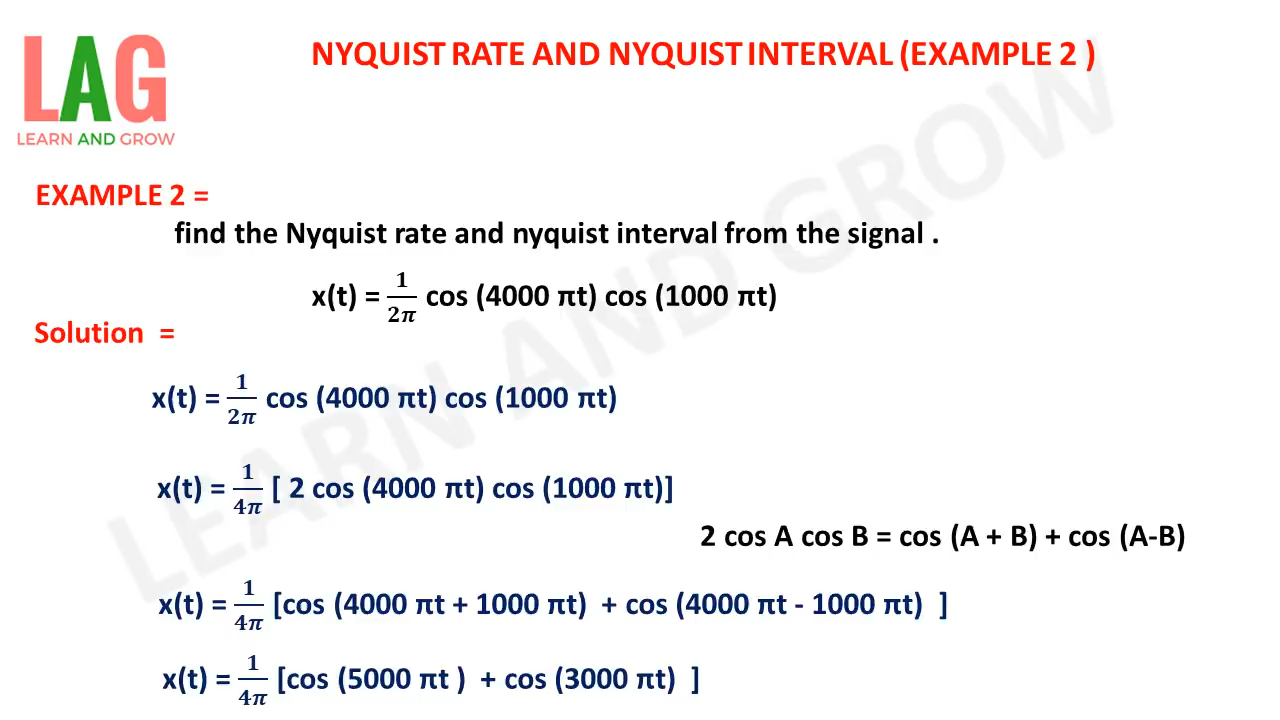 LAG
LEARN AND GROW
NYQUIST RATE AND NYQUIST INTERVAL (EXAMPLE 2 )
EXAMPLE 2 =
find the Nyquist rate and nyquist interval from the signal .
x(t) = 1/2π cos (4000 πt) cos (1000 πt)
Solution =
x(t) = 1/2π cos (4000 πt) cos (1000 πt)
x(t) = 1/4π [ 2 cos (4000 πt) cos (1000 πt)]
2 cos A cos B = cos (A + B) + cos (A-B)
x(t) = 1/4π [cos (4000 πt + 1000 πt) + cos (4000 πt - 1000 πt) ]
x(t) = 1/4π [cos (5000 πt ) + cos (3000 πt) ]
LEARN AND GROW